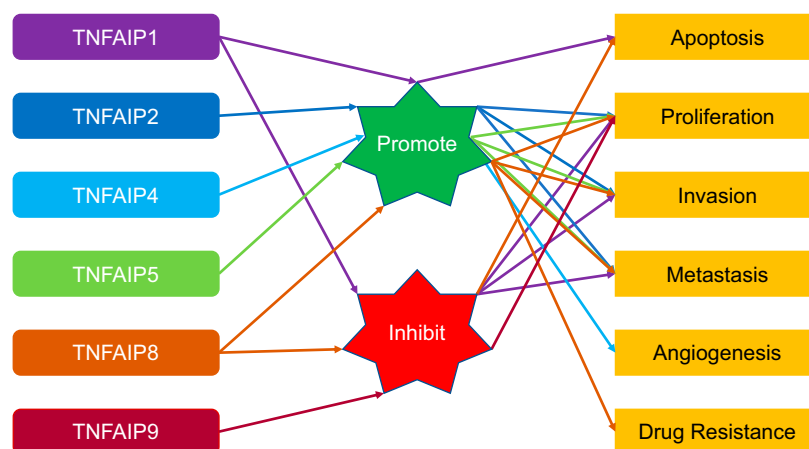 TNFAIP1
TNFAIP2
TNFAIP4
TNFAIP5
TNFAIP8
TNFAIP9
Promote
Inhibit
Apoptosis
Proliferation
Invasion
Metastasis
Angiogenesis
Drug Resistance